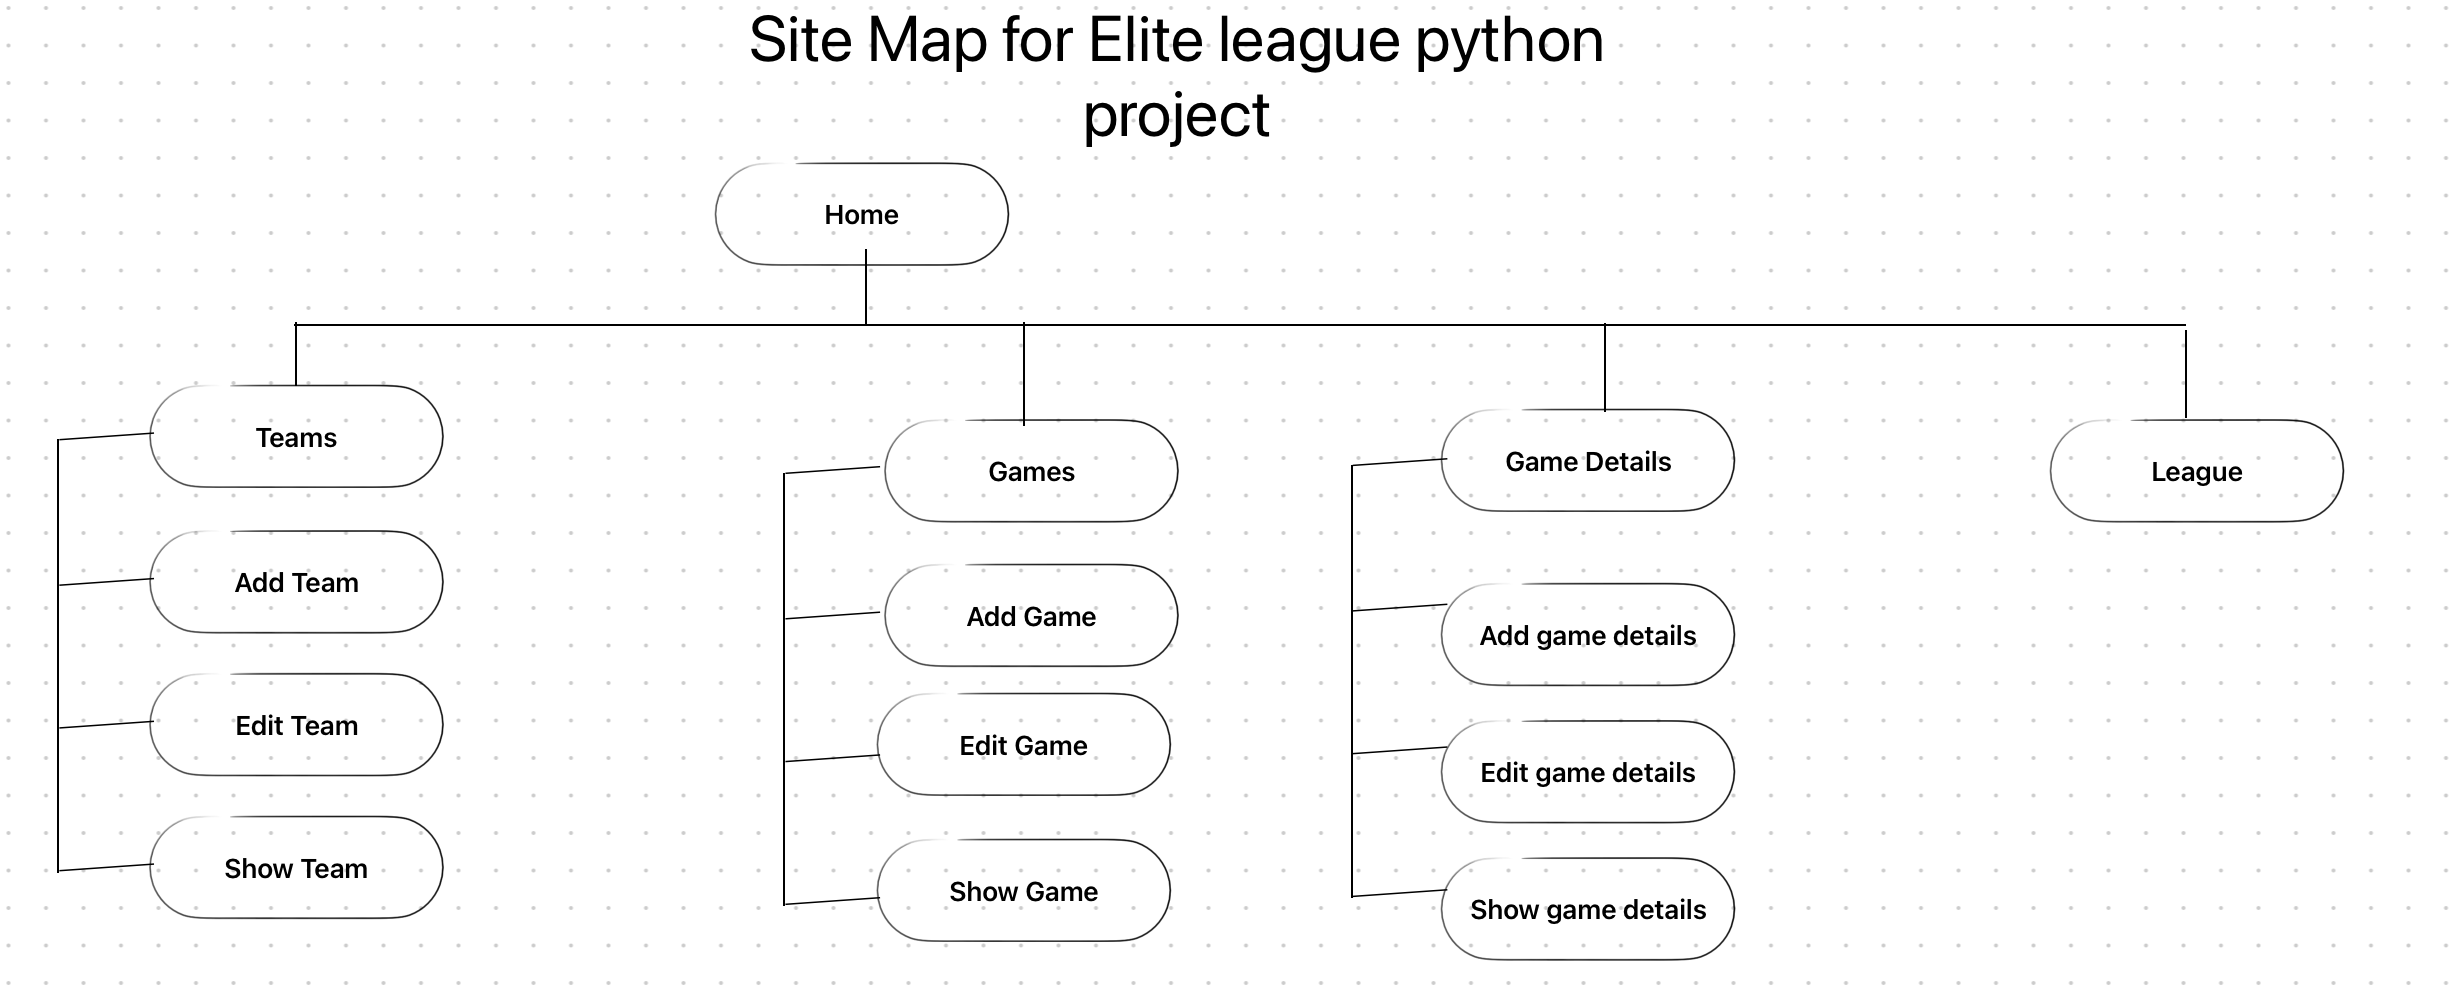 Site Map for Elite league python
project
Home
Teams
Add Team
Edit Team
Show Team
Games
Add Game
Edit Game
Show Game
Game Details
Add game details
Edit game details
Show game details
League